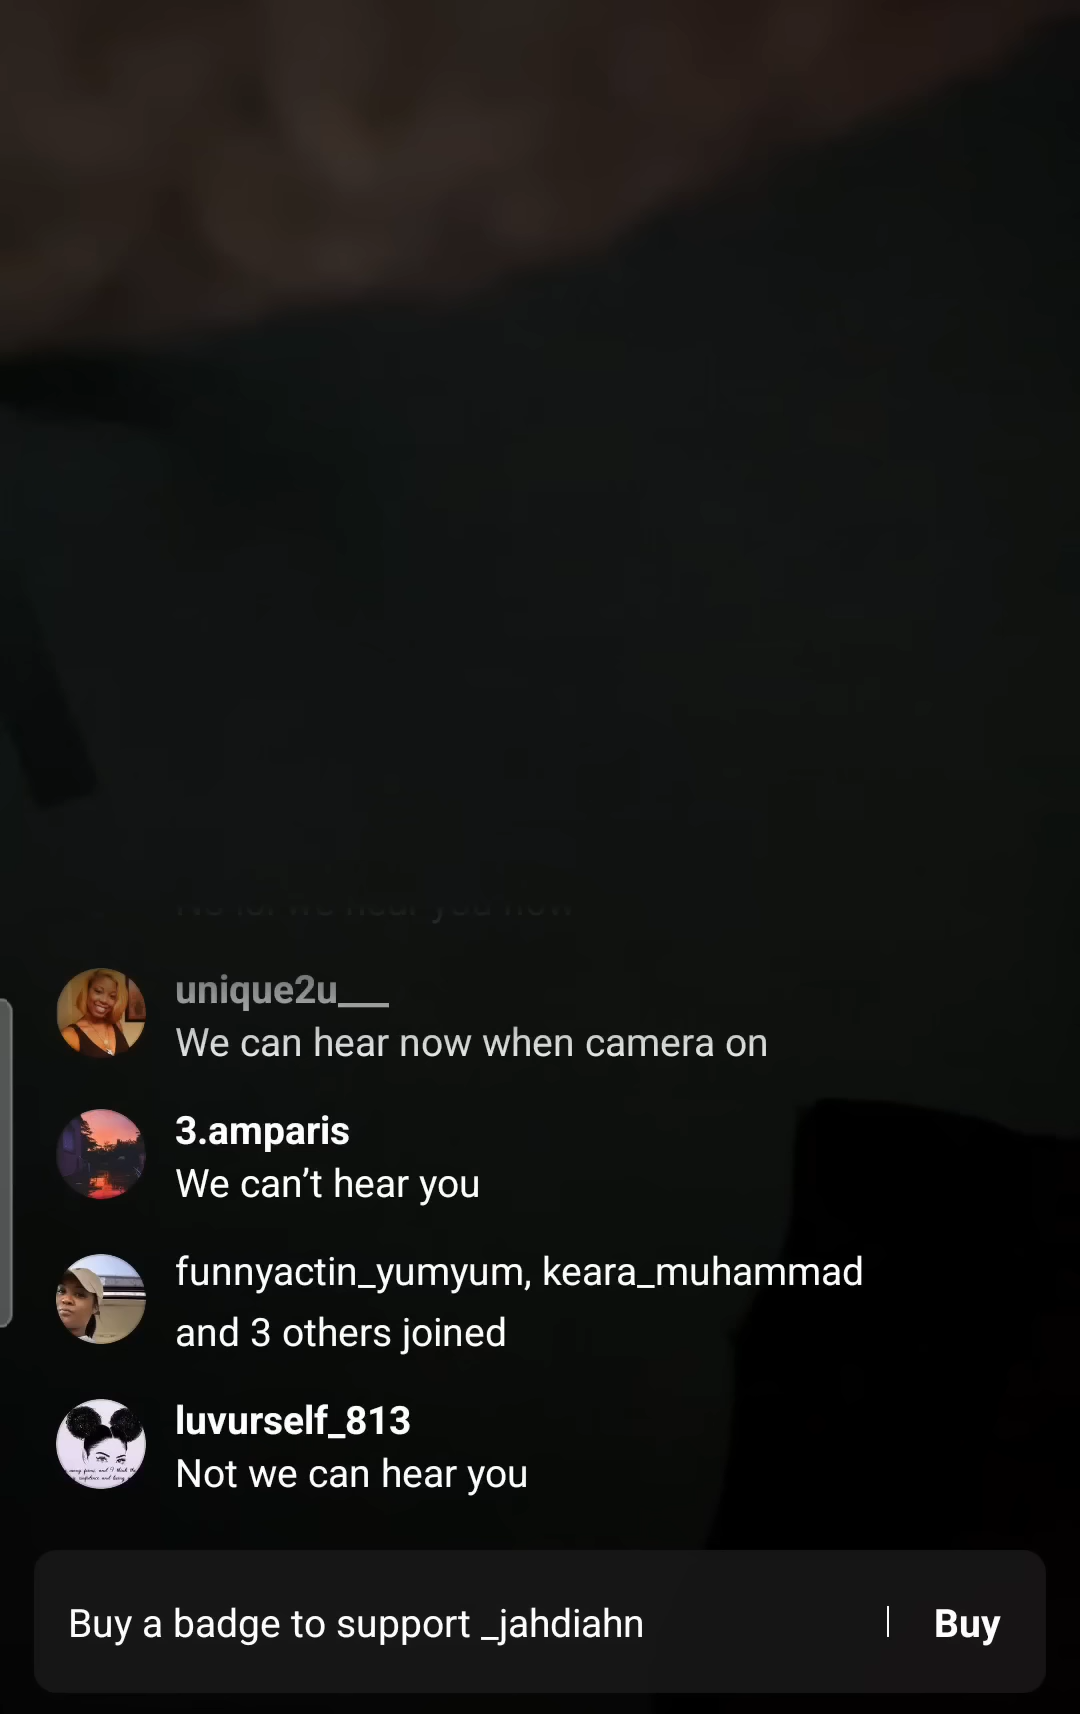 unique2u___
We can hear now when camera on
3.amparis
We can’t hear you
funnyactin_yumyum, keara_muhammad
and 3 others joined
luvurself_813
Not we can hear you
Buy a badge to support _jahdiahn
Buy